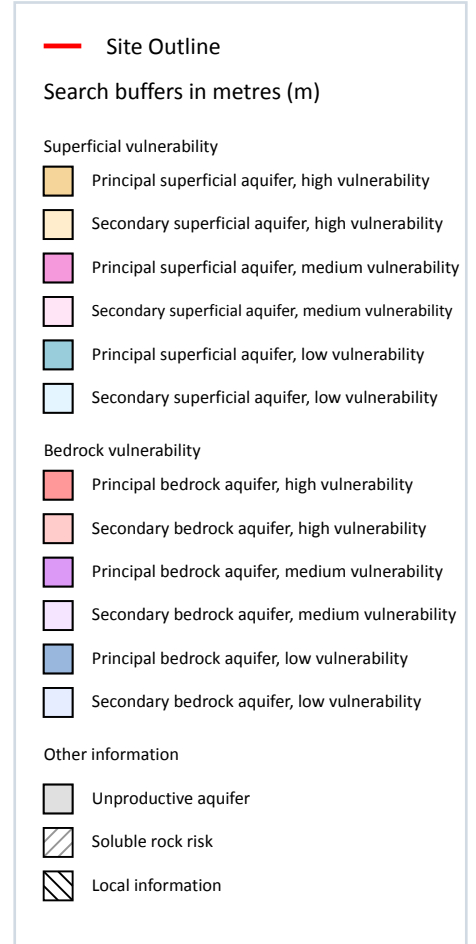 Site Outline
Search buffers in metres (m)
Superficial vulnerability
Principal superficial aquifer, high vulnerability
Secondary superficial aquifer, high vulnerability
Principal superficial aquifer, medium vulnerability
Secondary superficial aquifer, medium vulnerability
Principal superficial aquifer, low vulnerability
Secondary superficial aquifer, low vulnerability
Bedrock vulnerability
Principal bedrock aquifer, high vulnerability
Secondary bedrock aquifer, high vulnerability
Principal bedrock aquifer, medium vulnerability
Secondary bedrock aquifer, medium vulnerability
Principal bedrock aquifer, low vulnerability
Secondary bedrock aquifer, low vulnerability
Other information
Unproductive aquifer
Soluble rock risk
Local information